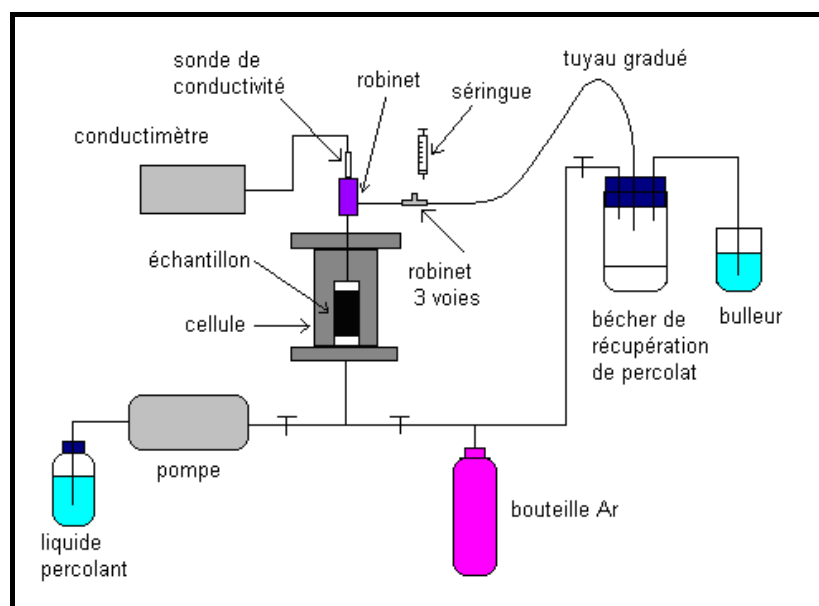 sonde de
conductivité
robinet
séringue
tuyau gradué
conductimètre
échantillon
cellule
robinet
3 voies
bécher de
récupération
de percolat
bulleur
pompe
liquide
percolant
bouteille Ar